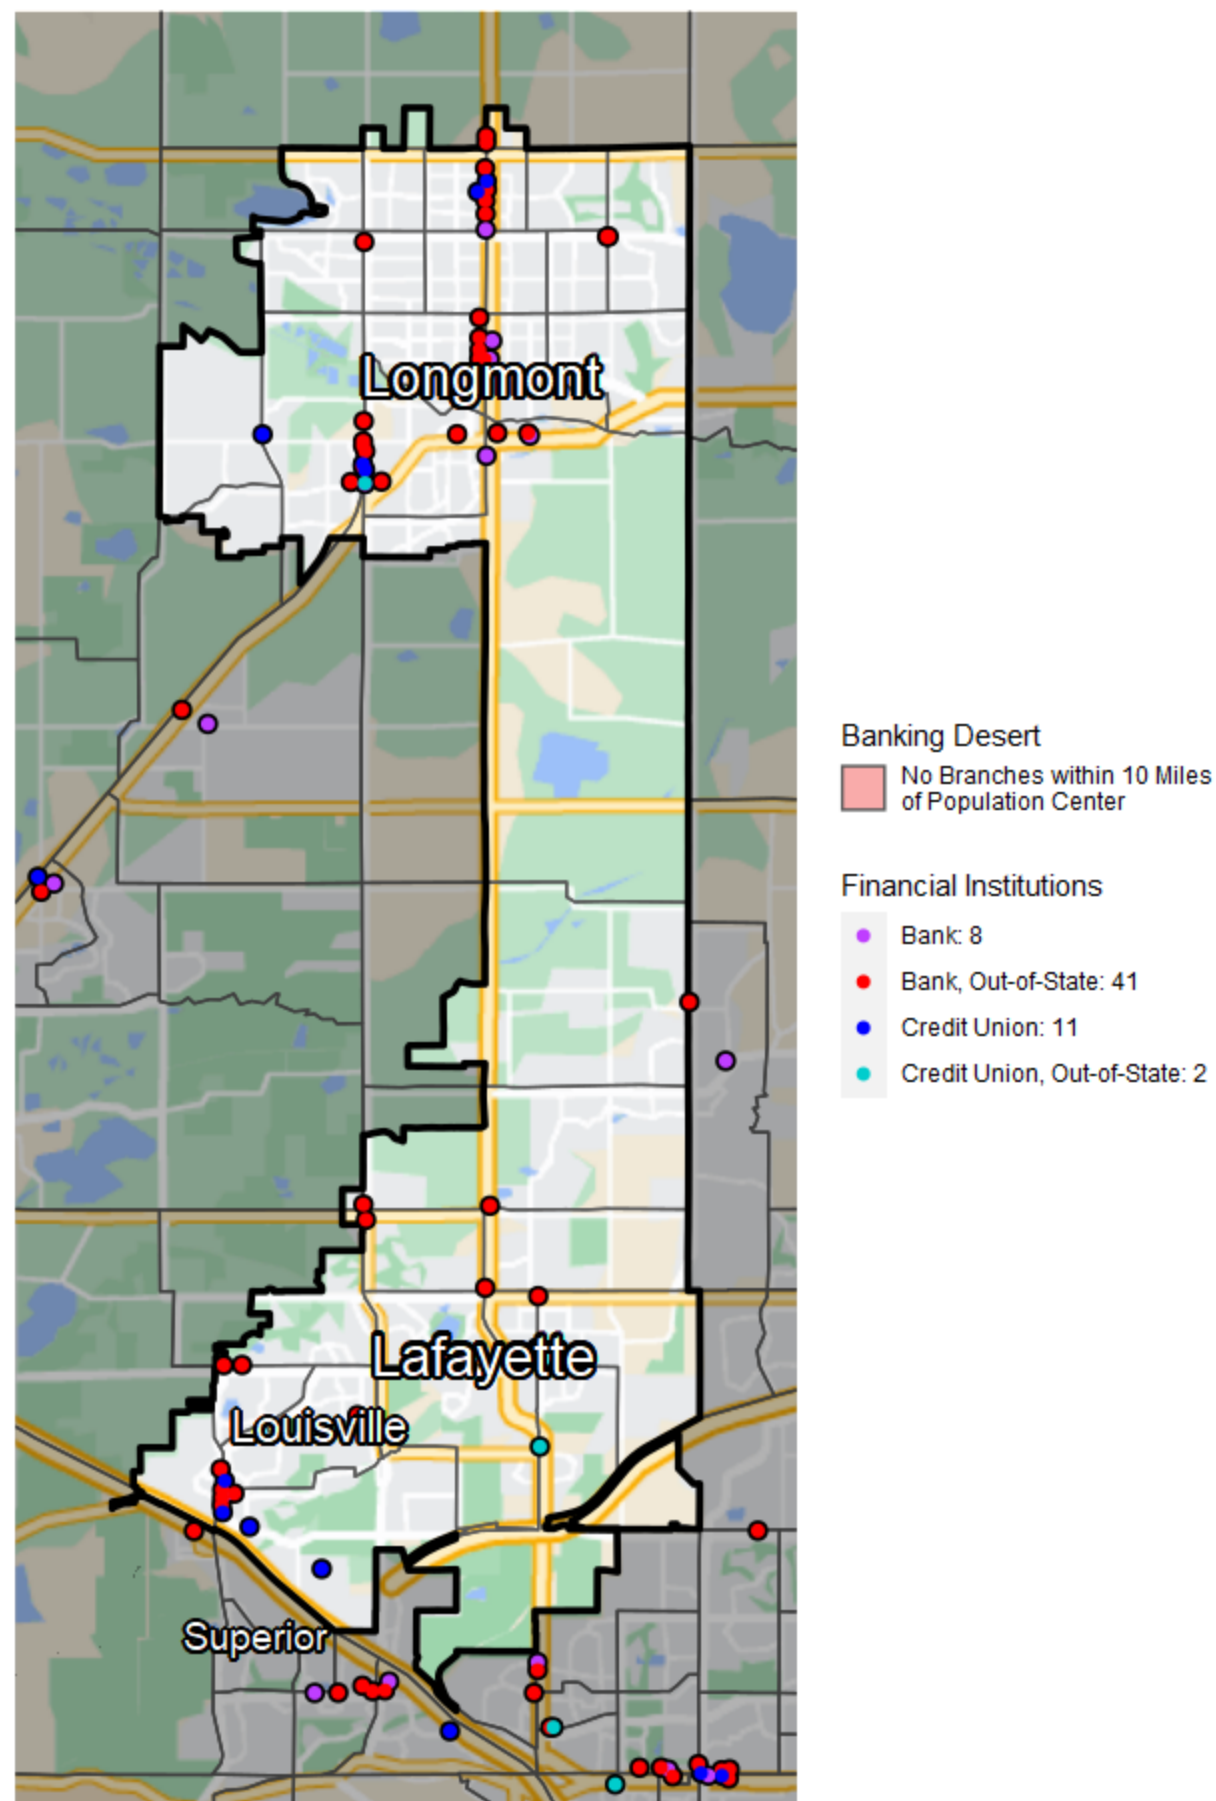 Longmont
Lafayette
Louisville
Superior
Banking Desert
No Branches within 10 Miles
of Population Center
Financial Institutions
Bank: 8
Bank, Out-of-State: 41
Credit Union: 11
Credit Union, Out-of-State: 2